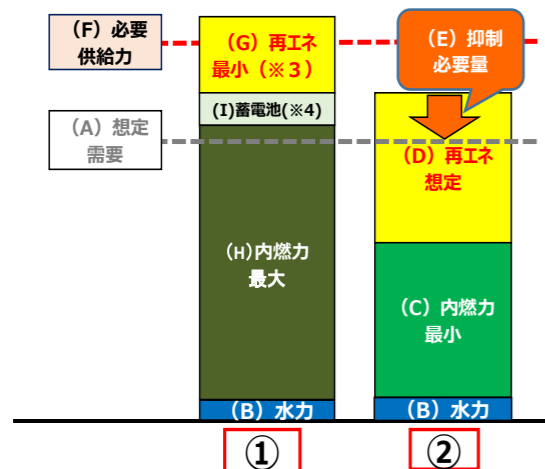 (F) 必要
供給力
(G) 再エネ
最小（※３）
(E) 抑制
必要量
(I)蓄電池(※4)
(A) 想定
需要
(D) 再エネ
想定
(H)内燃力
最大
(C) 内燃力
最小
(B) 水力
(B) 水力
①
②